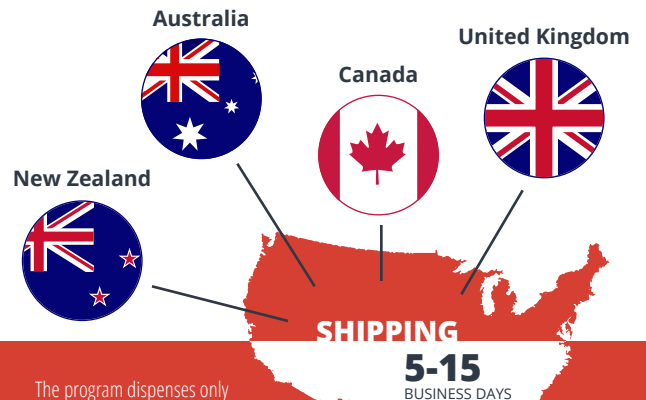 Australia
United Kingdom
Canada
New Zealand
SHIPPING
5-15
BUSINESS DAYS
The program dispenses only